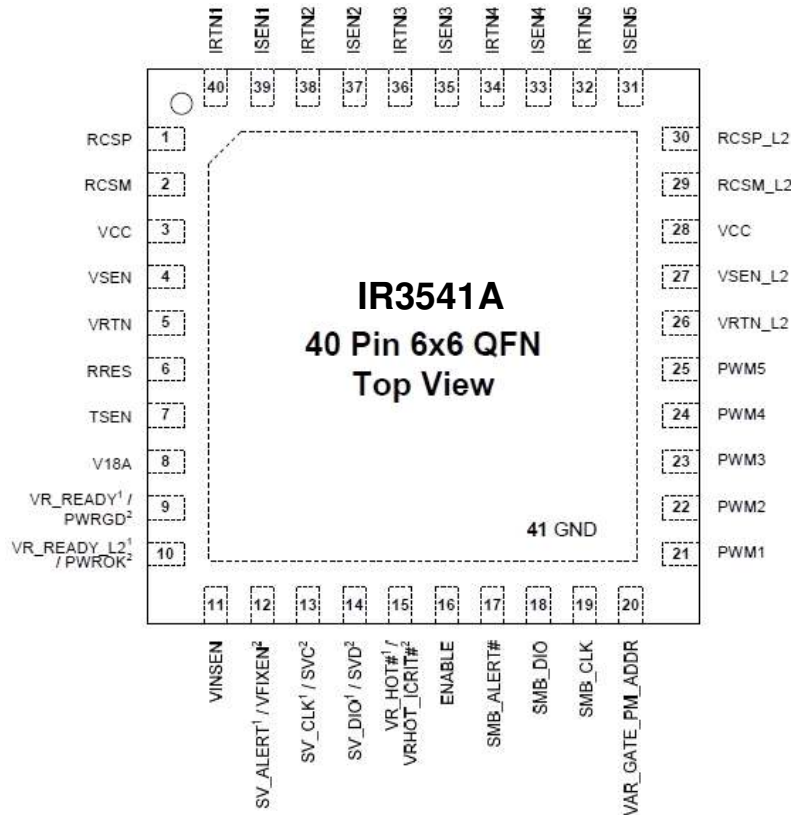 IRTN1 ISEN1 IRTN2 ISEN2 IRTN3 ISEN3 IRTN4 ISEN4 IRTN5 ISEN5
40 39 38 37 36 35 34 33 32 31
RCSP 1 30 RCSP_L2
RCSM 2 29 RCSM_L2
VCC 3 28 VCC
VSEN 4 27 VSEN_L2
VRTN 5 26 VRTN_L2
RRES 6 25 PWM5
TSEN 7 24 PWM4
V18A 8 23 PWM3
VR_READY¹ /
PWRGD² 9 22 PWM2
VR_READY_L2¹
/ PWROK² 10 21 PWM1
IR3541A
40 Pin 6x6 QFN
Top View
41 GND
11 12 13 14 15 16 17 18 19 20
VINSEN
SV_ALERT¹ / VFIXEN²
SV_CLK¹ / SVC²
SV_DIO¹ / SVD²
VR_HOT#¹ /
VRHOT_ICRIT#²
ENABLE
SMB_ALERT#
SMB_DIO
SMB_CLK
VAR_GATE_PM_ADDR